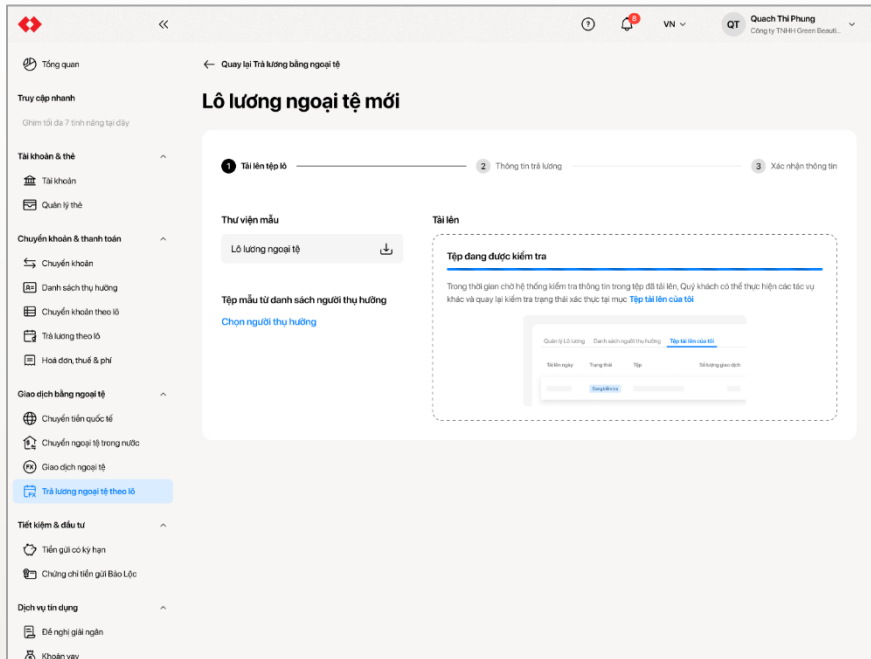 8
VN
QT
Quach Thi Phung
Công ty TNHH Green Beauti...
Tổng quan
Truy cập nhanh
Ghim tối đa 7 tính năng tại đây
Tài khoản & thẻ
Tài khoản
Quản lý thẻ
Chuyển khoản & thanh toán
Chuyển khoản
Danh sách thụ hưởng
Chuyển khoản theo lô
Trả lương theo lô
Hoá đơn, thuế & phí
Giao dịch bằng ngoại tệ
Chuyển tiền quốc tế
Chuyển ngoại tệ trong nước
FX
Giao dịch ngoại tệ
FX
Trả lương ngoại tệ theo lô
Tiết kiệm & đầu tư
Tiền gửi có kỳ hạn
Chứng chỉ tiền gửi Bảo Lộc
Dịch vụ tín dụng
Đề nghị giải ngân
Khoản vay
Quay lại Trả lương bằng ngoại tệ
Lô lương ngoại tệ mới
1 Tải lên tệp lô
2 Thông tin trả lương
3 Xác nhận thông tin
Thư viện mẫu
Lô lương ngoại tệ
Tệp mẫu từ danh sách người thụ hưởng
Chọn người thụ hưởng
Tải lên
Tệp đang được kiểm tra
Trong thời gian chờ hệ thống kiểm tra thông tin trong tệp đã tải lên, Quý khách có thể thực hiện các tác vụ
khác và quay lại kiểm tra trạng thái xác thực tại mục Tệp tải lên của tôi
Quản lý Lô lương Danh sách người thụ hưởng Tệp tải lên của tôi
Tải lên ngày Trạng thái Tệp Số lượng giao dịch
Đang kiểm tra